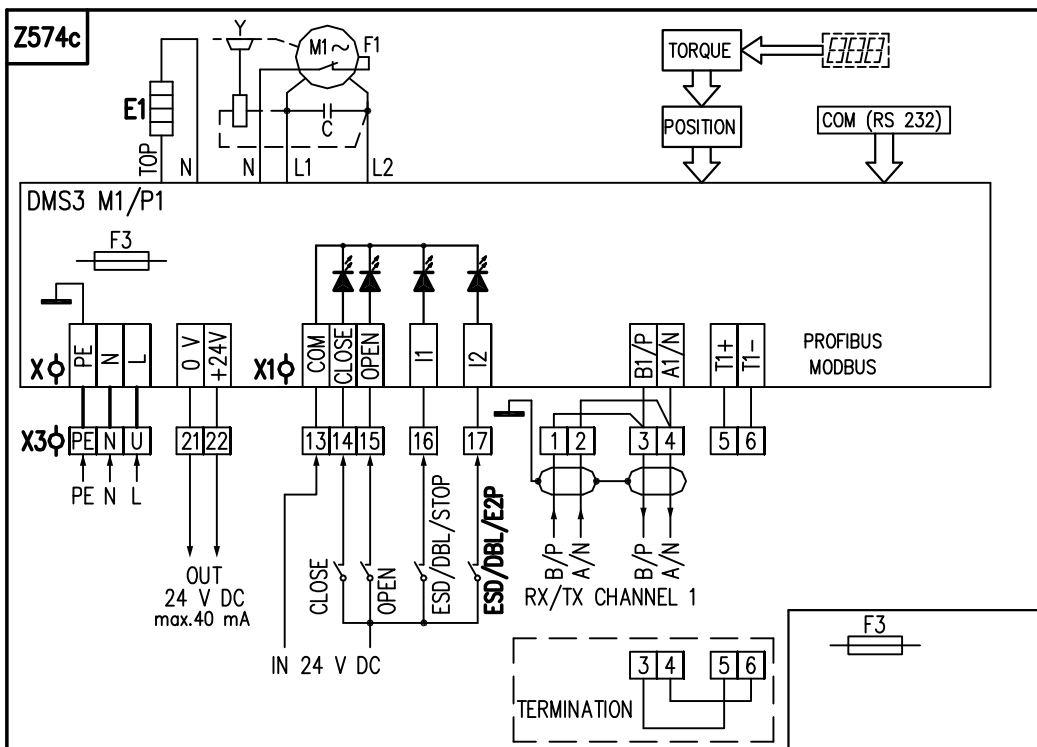 Z574c
Y
M1~
F1
E1
C
TOP
N
N
L1
L2
TORQUE
POSITION
COM (RS 232)
DMS3 M1/P1
F3
X
PE
N
L
0 V
+24V
X1
COM
CLOSE
OPEN
I1
I2
B1/P
A1/N
T1+
T1-
PROFIBUS
MODBUS
X3
PE
N
U
21
22
13
14
15
16
17
1
2
3
4
5
6
PE N L
OUT
24 V DC
max.40 mA
CLOSE
OPEN
ESD/DBL/STOP
ESD/DBL/E2P
IN 24 V DC
B/P
A/N
B/P
A/N
RX/TX CHANNEL 1
TERMINATION
3
4
5
6
F3